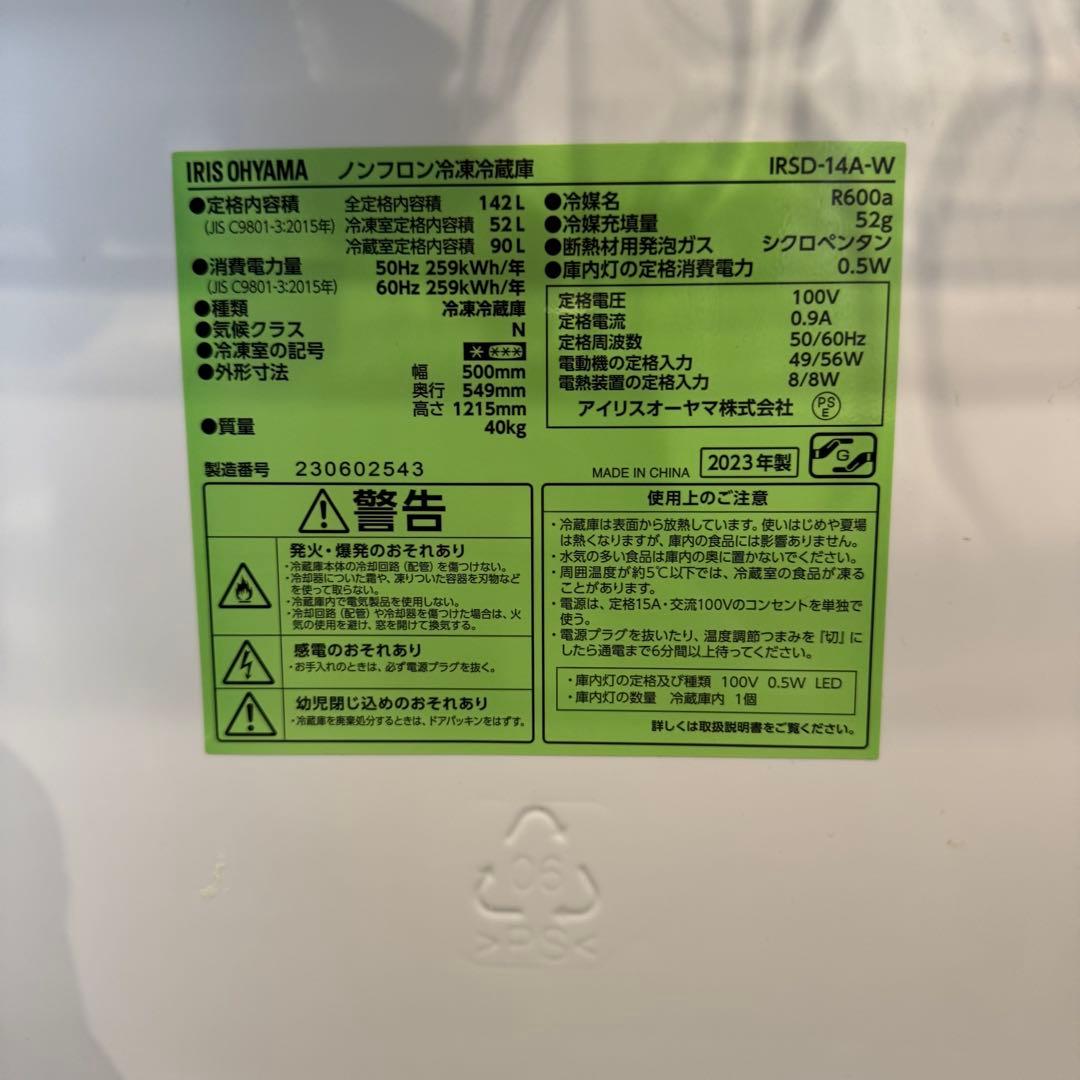 IRIS OHYAMA ノンフロン冷凍冷蔵庫 IRSD-14A-W
●定格内容積 全定格内容積 142 L
(JIS C9801-3:2015年) 冷凍室定格内容積 52 L
冷蔵室定格内容積 90 L
●消費電力量 50Hz 259kWh/年
(JIS C9801-3:2015年) 60Hz 259kWh/年
●種類 冷凍冷蔵庫
●気候クラス N
●冷凍室の記号 * ***
●外形寸法 幅 500mm
奥行 549mm
高さ 1215mm
●質量 40kg
●冷媒名 R600a
●冷媒充填量 52g
●断熱材用発泡ガス シクロペンタン
●庫内灯の定格消費電力 0.5W
定格電圧 100V
定格電流 0.9A
定格周波数 50/60Hz
電動機の定格入力 49/56W
電熱装置の定格入力 8/8W
アイリスオーヤマ株式会社 PS E
製造番号 230602543
MADE IN CHINA 2023年製 G
警告
発火・爆発のおそれあり
・冷蔵庫本体の冷却回路（配管）を傷つけない。
・冷却器についた霜や、凍りついた容器を刃物など
を使って取らない。
・冷蔵庫内で電気製品を使用しない。
・冷却回路（配管）や冷却器を傷つけた場合は、火
気の使用を避け、窓を開けて換気する。
感電のおそれあり
・お手入れのときは、必ず電源プラグを抜く。
幼児閉じ込めのおそれあり
・冷蔵庫を廃棄処分するときは、ドアパッキンをはずす。
使用上のご注意
・冷蔵庫は表面から放熱しています。使いはじめや夏場
は熱くなりますが、庫内の食品には影響ありません。
・水気の多い食品は庫内の奥に置かないでください。
・周囲温度が約5℃以下では、冷蔵室の食品が凍る
ことがあります。
・電源は、定格15A・交流100Vのコンセントを単独で
使う。
・電源プラグを抜いたり、温度調節つまみを『切』に
したら通電まで6分間以上待ってください。
・庫内灯の定格及び種類 100V 0.5W LED
・庫内灯の数量 冷蔵庫内 1個
詳しくは取扱説明書をご覧ください。
06
>PS<